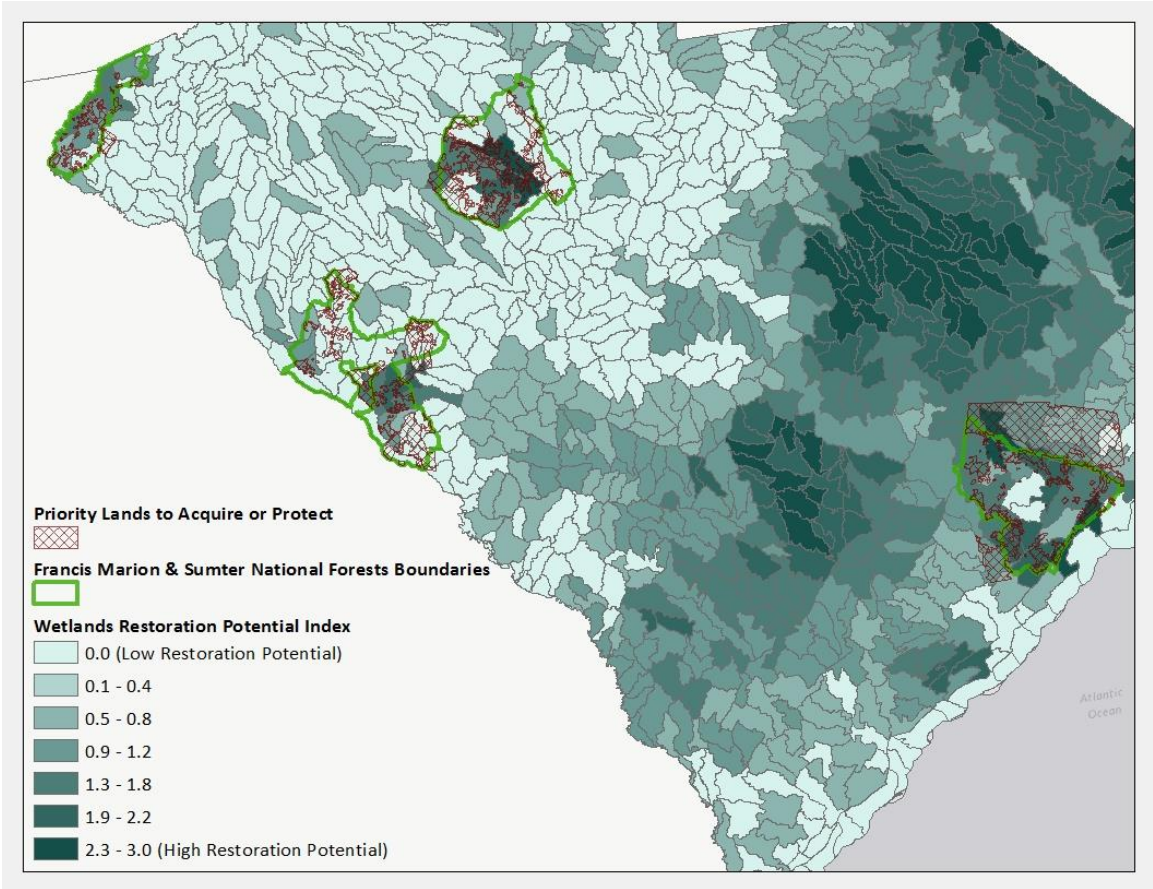 Priority Lands to Acquire or Protect
Francis Marion & Sumter National Forests Boundaries
Wetlands Restoration Potential Index
0.0 (Low Restoration Potential)
0.1 - 0.4
0.5 - 0.8
0.9 - 1.2
1.3 - 1.8
1.9 - 2.2
2.3 - 3.0 (High Restoration Potential)
Atlantic
Ocean